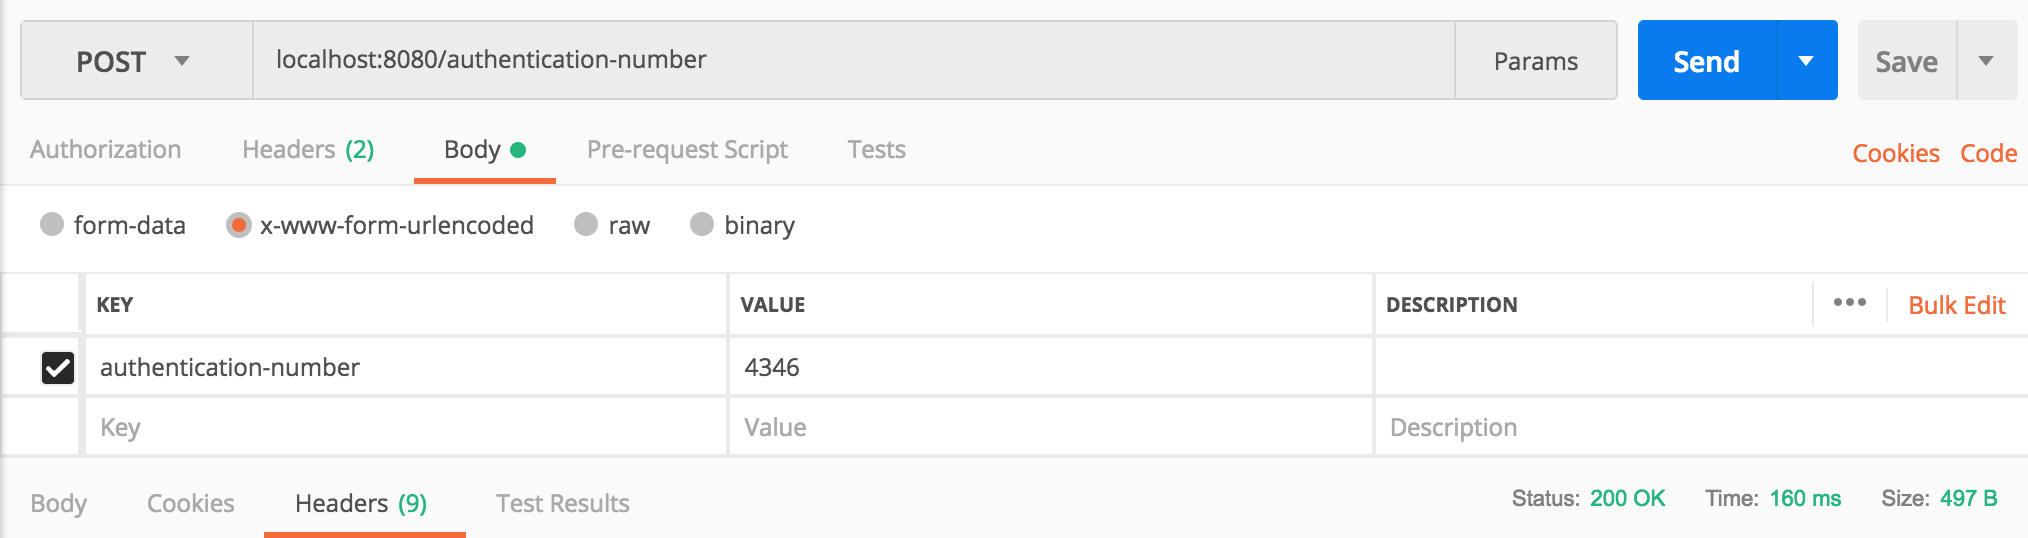 POST localhost:8080/authentication-number Params Send Save
Authorization Headers (2) Body Pre-request Script Tests Cookies Code
form-data x-www-form-urlencoded raw binary
KEY VALUE DESCRIPTION ••• Bulk Edit
authentication-number 4346
Key Value Description
Body Cookies Headers (9) Test Results Status: 200 OK Time: 160 ms Size: 497 B